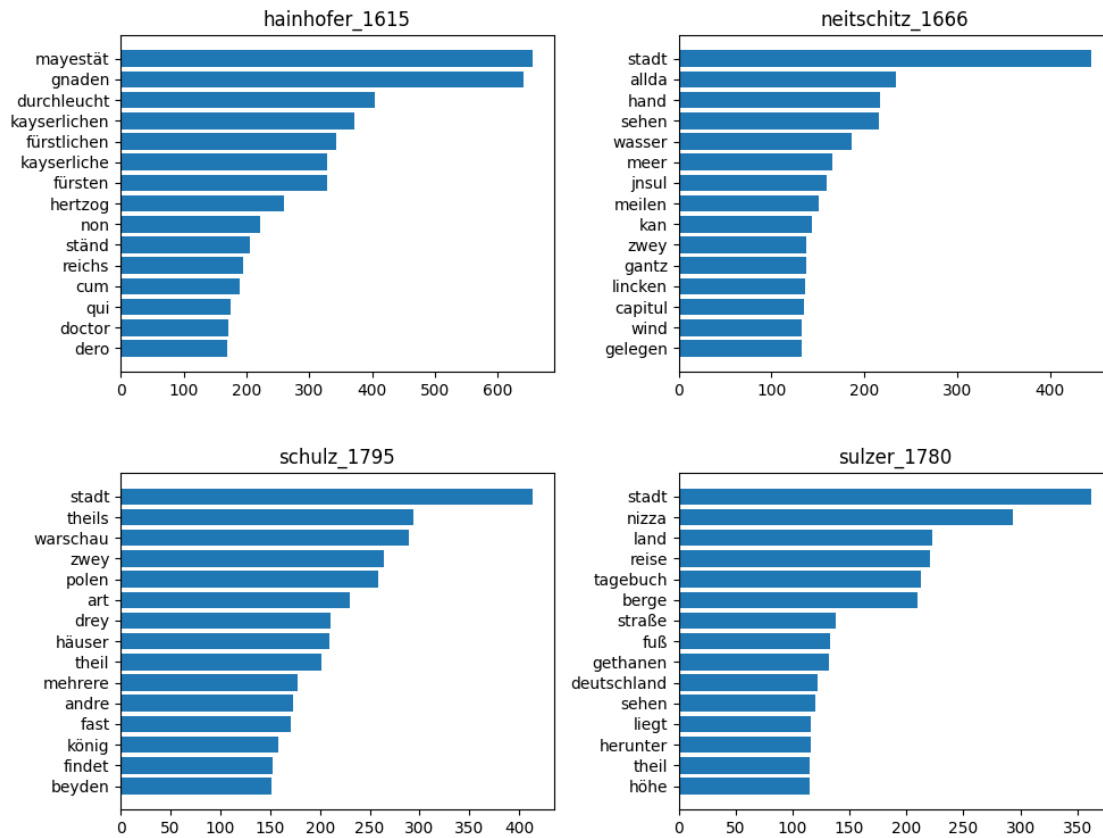 hainhofer_1615
mayestät
gnaden
durchleucht
kayserlichen
fürstlichen
kayserliche
fürsten
hertzog
non
ständ
reichs
cum
qui
doctor
dero
0 100 200 300 400 500 600
neitschitz_1666
stadt
allda
hand
sehen
wasser
meer
jnsul
meilen
kan
zwey
gantz
lincken
capitul
wind
gelegen
0 100 200 300 400
schulz_1795
stadt
theils
warschau
zwey
polen
art
drey
häuser
theil
mehrere
andre
fast
könig
findet
beyden
0 50 100 150 200 250 300 350 400
sulzer_1780
stadt
nizza
land
reise
tagebuch
berge
straße
fuß
gethanen
deutschland
sehen
liegt
herunter
theil
höhe
0 50 100 150 200 250 300 350